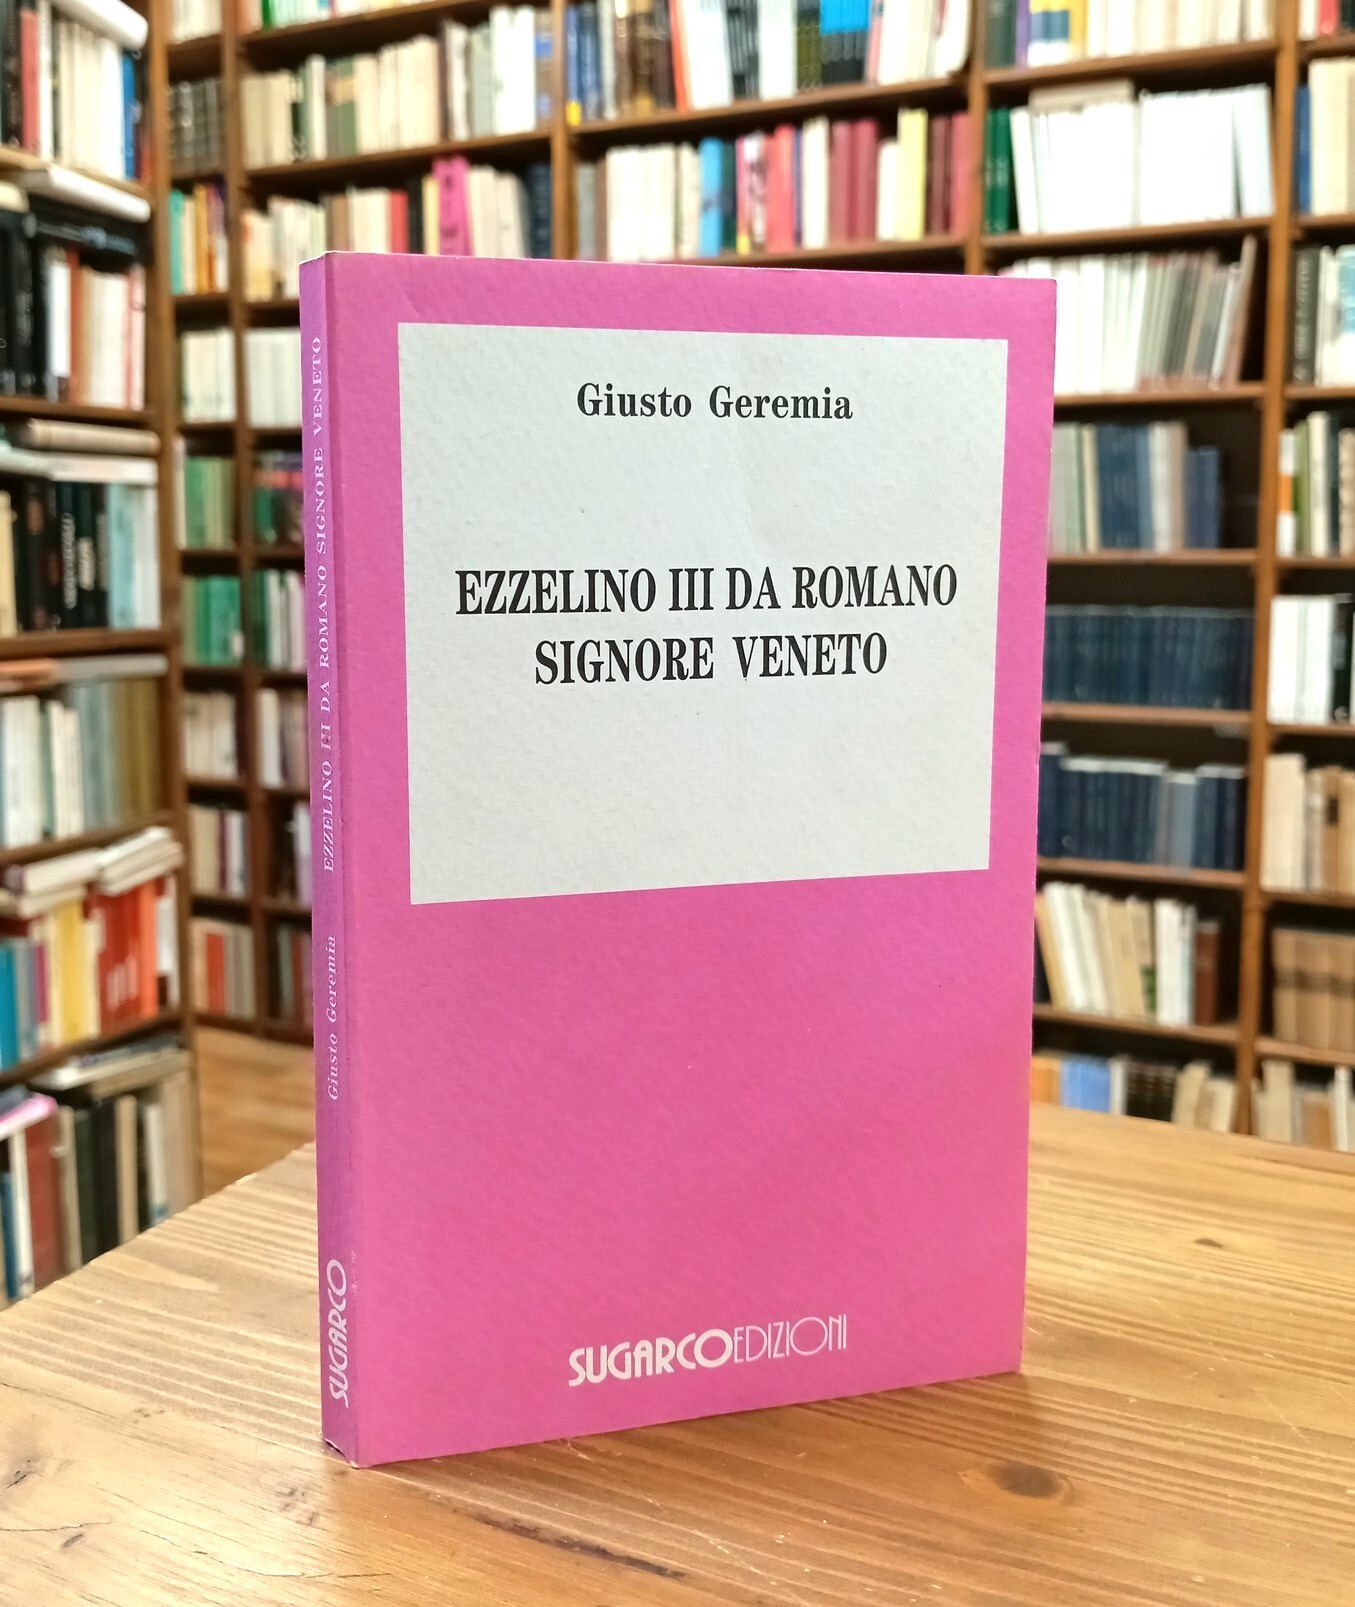 Giusto Geremia
EZZELINO III DA ROMANO
SIGNORE VENETO
SUGARCOEDIZIONI
Giusto Geremia EZZELINO III DA ROMANO SIGNORE VENETO
SUGARCO